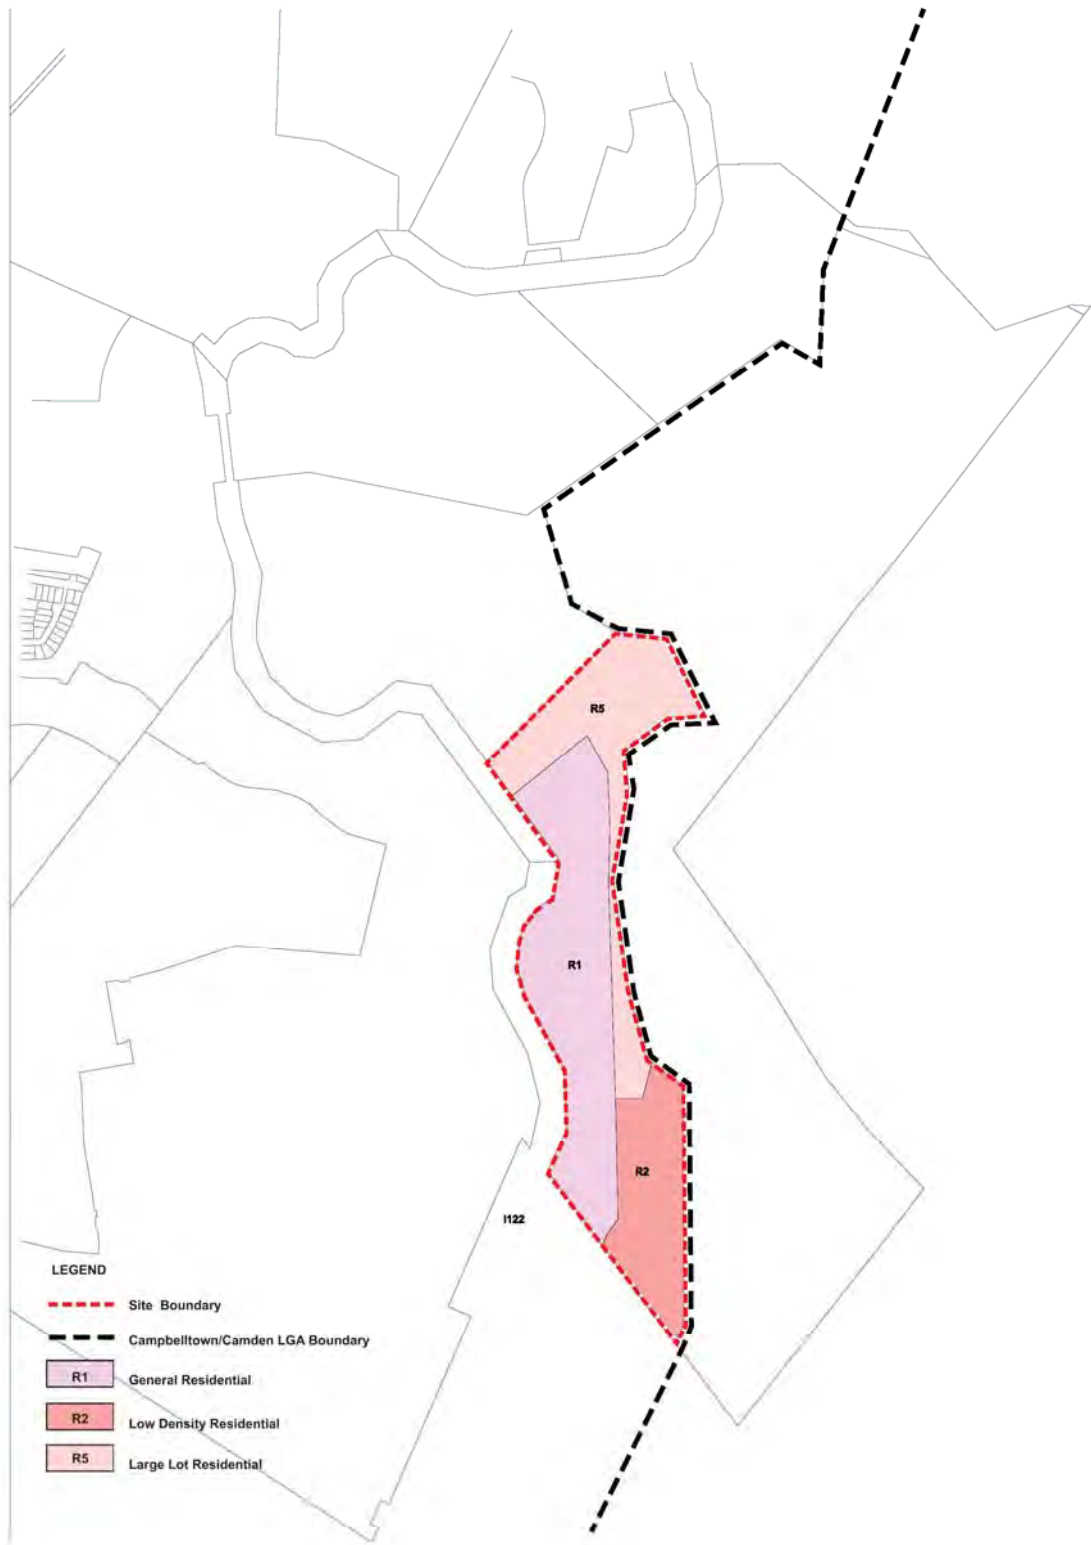 R5
R1
R2
I122
LEGEND
Site Boundary
Campbelltown/Camden LGA Boundary
R1 General Residential
R2 Low Density Residential
R5 Large Lot Residential